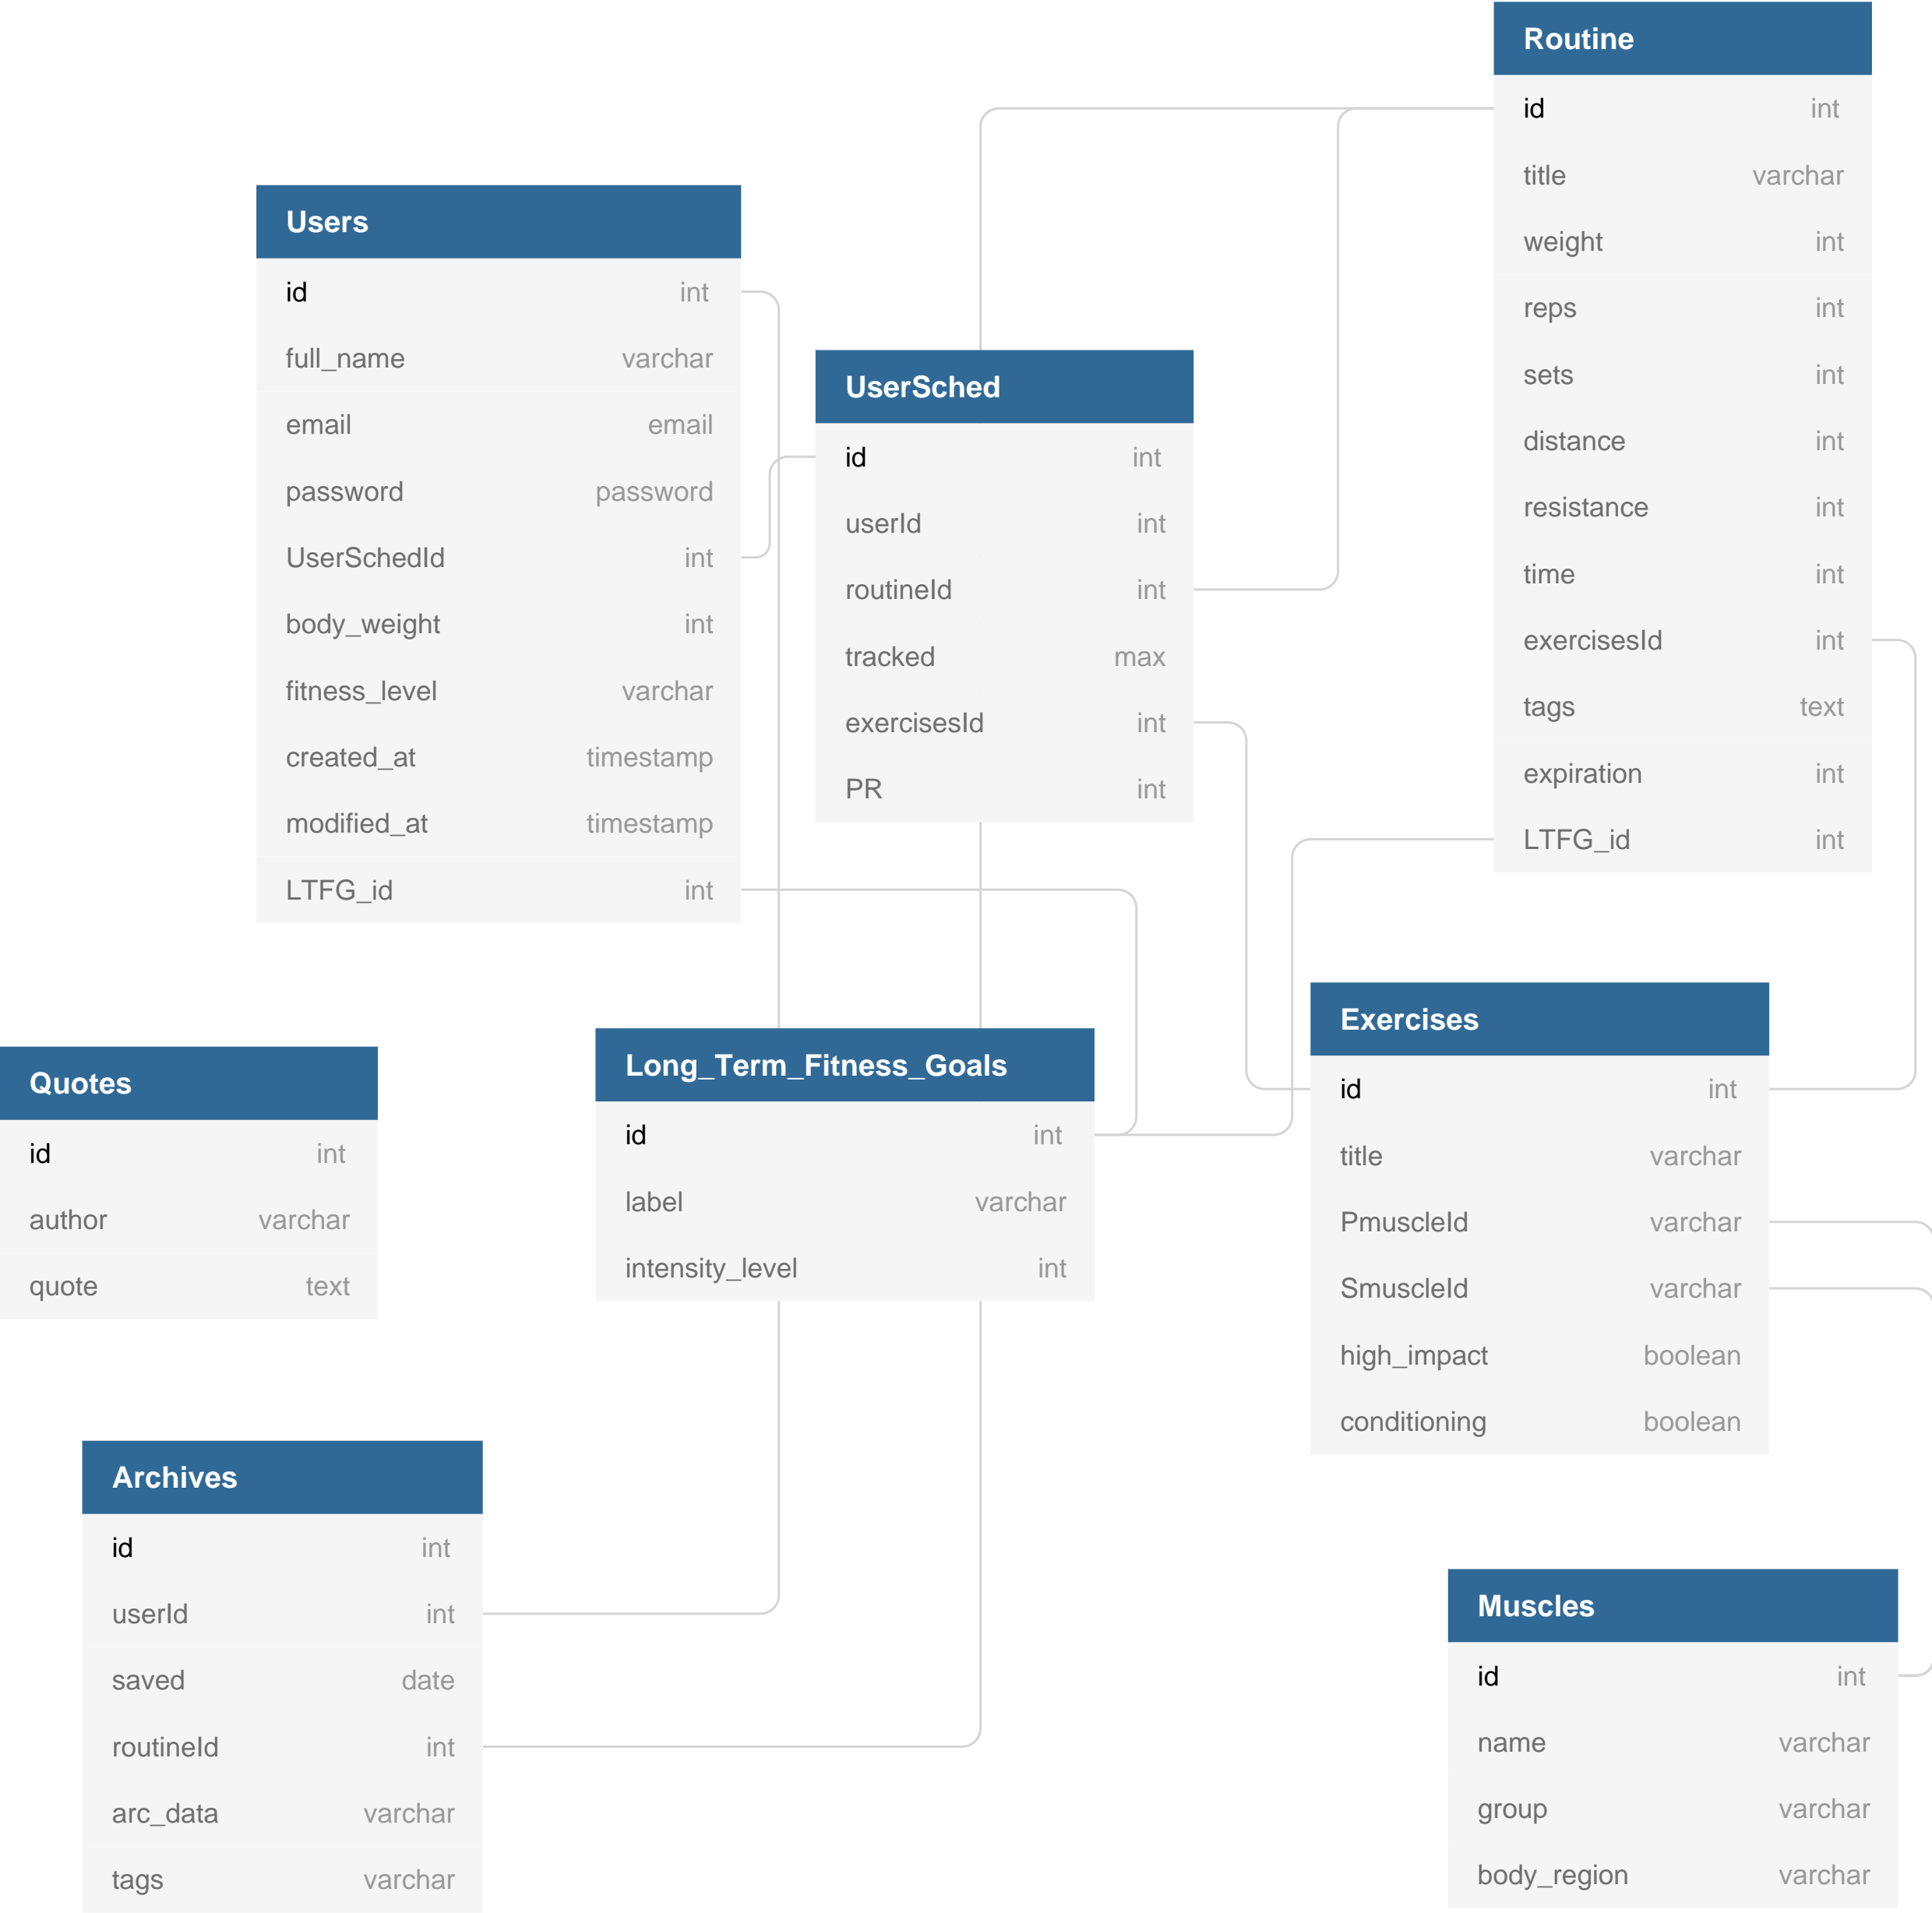 Routine
id int
title varchar
weight int
reps int
sets int
distance int
resistance int
time int
exercisesId int
tags text
expiration int
LTFG_id int
Users
id int
full_name varchar
email email
password password
UserSchedId int
body_weight int
fitness_level varchar
created_at timestamp
modified_at timestamp
LTFG_id int
UserSched
id int
userId int
routineId int
tracked max
exercisesId int
PR int
Exercises
id int
title varchar
PmuscleId varchar
SmuscleId varchar
high_impact boolean
conditioning boolean
Long_Term_Fitness_Goals
id int
label varchar
intensity_level int
Quotes
id int
author varchar
quote text
Archives
id int
userId int
saved date
routineId int
arc_data varchar
tags varchar
Muscles
id int
name varchar
group varchar
body_region varchar